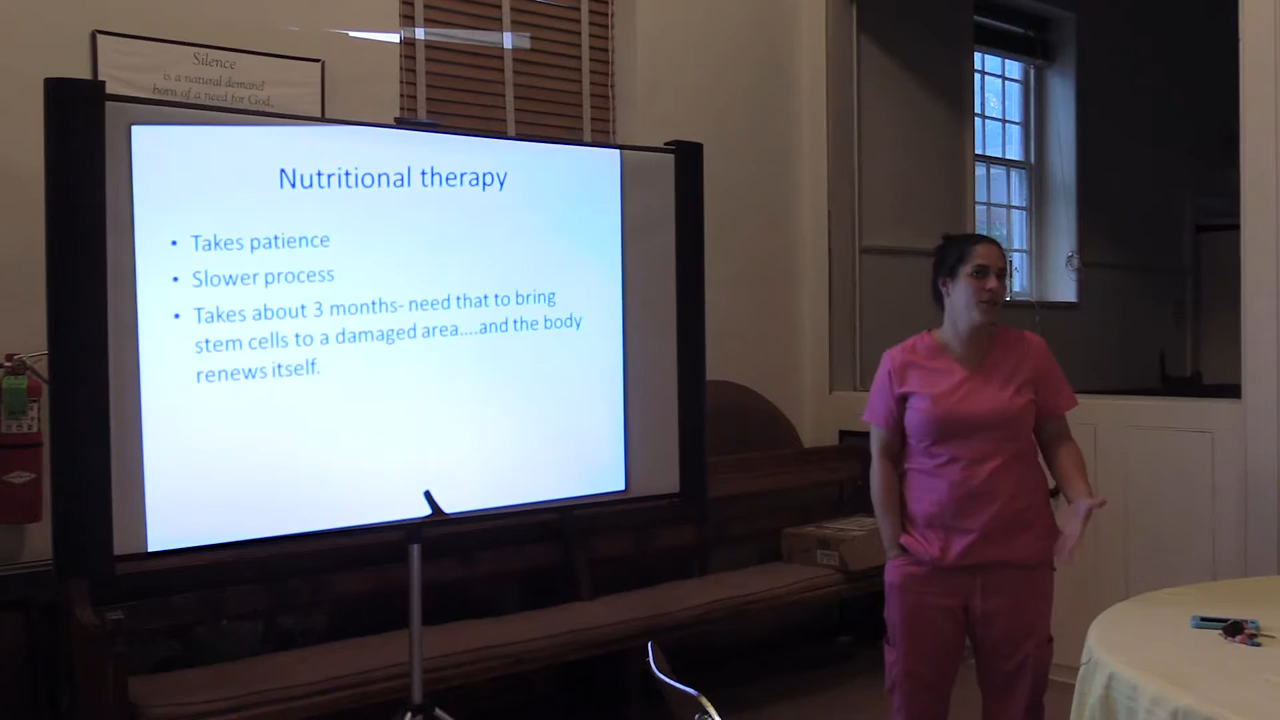 Silence
is a natural demand
born of a need for God,
Nutritional therapy
• Takes patience
• Slower process
• Takes about 3 months- need that to bring
stem cells to a damaged area....and the body
renews itself.